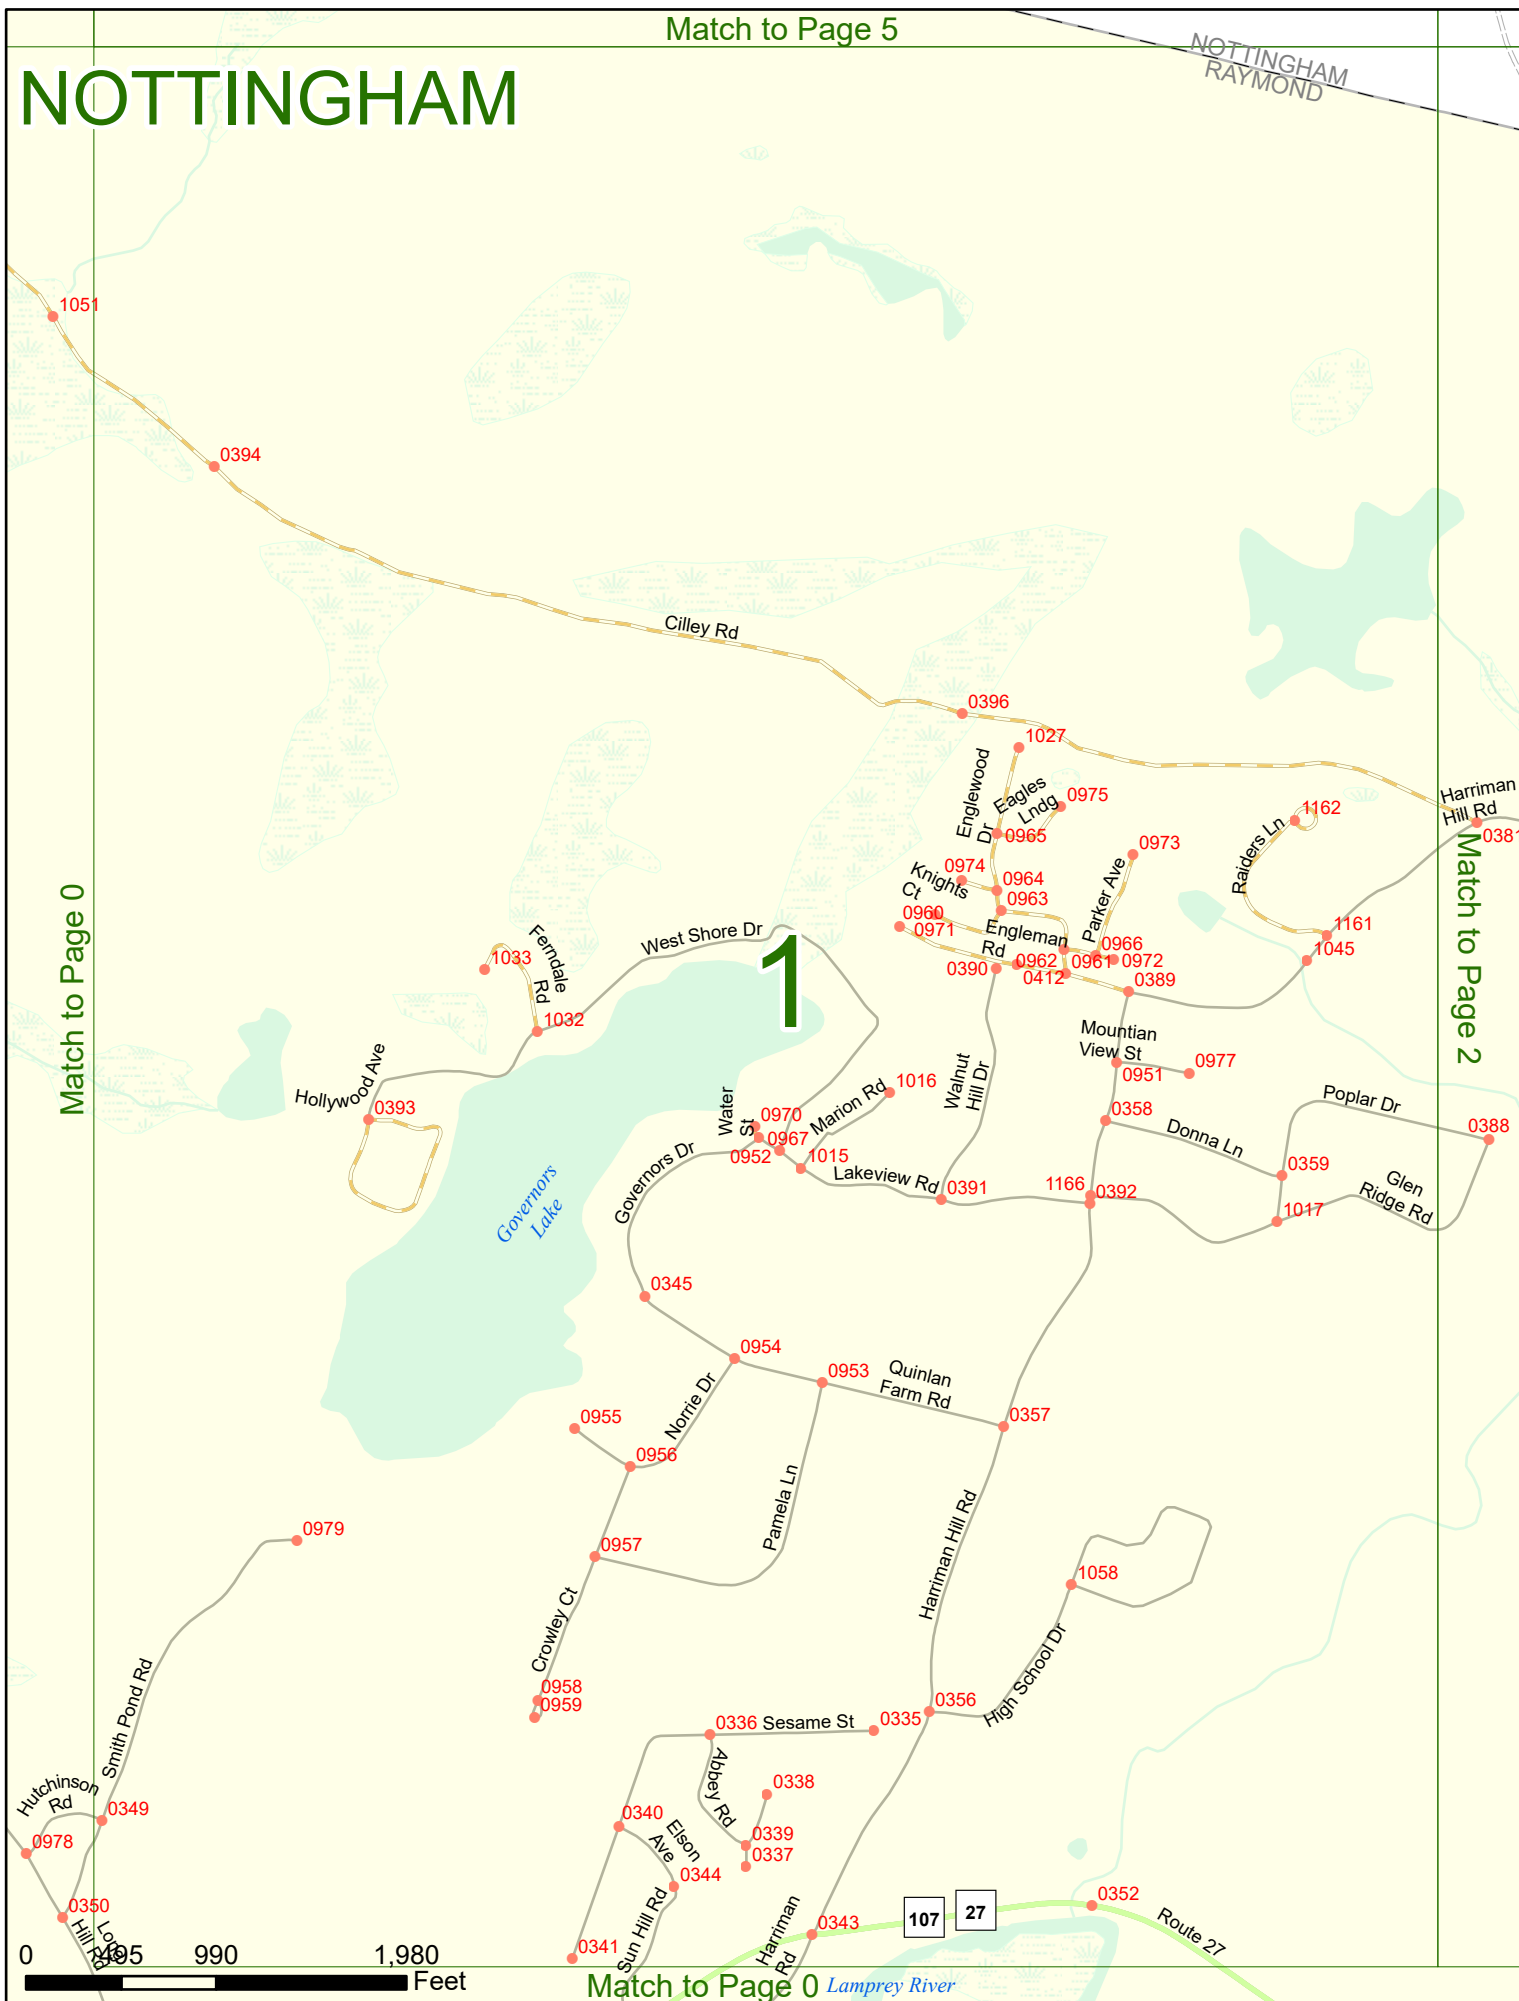 Match to Page 5
NOTTINGHAM
RAYMOND
NOTTINGHAM
1051
0394
Cilley Rd
0396
1027
Englewood
Dr
Eagles
Lndg
0975
0965
1162
Harriman
Hill Rd
0381
Raiders Ln
0973
Parker Ave
0974
Knights
Ct
0964
0963
0960
0971
Engleman
Rd
0966
0962
0961
0972
0390
0412
0389
1161
1045
Match to Page 0
Match to Page 2
1
West Shore Dr
Ferndale
Rd
1033
1032
Hollywood Ave
0393
Mountian
View St
0951
0977
Walnut
Hill Dr
1016
Marion Rd
Water
St
0970
0967
0952
1015
0358
Donna Ln
Poplar Dr
0388
0359
Glen
Ridge Rd
Governors Dr
Lakeview Rd
0391
1166
0392
1017
Governors
Lake
0345
0954
0953
Quinlan
Farm Rd
0357
Norrie Dr
0955
0956
Pamela Ln
Harriman Hill Rd
0979
0957
1058
Crowley Ct
High School Dr
Smith Pond Rd
0958
0959
0336
Sesame St
0335
0356
Abbey Rd
0338
Hutchinson
Rd
0349
0340
Elson
Ave
0339
0978
0337
0344
0350
Long
Hill Rd
Sun Hill Rd
0341
Harriman
Rd
0343
107
27
0352
Route 27
0 495 990 1,980
Feet
Match to Page 0
Lamprey River